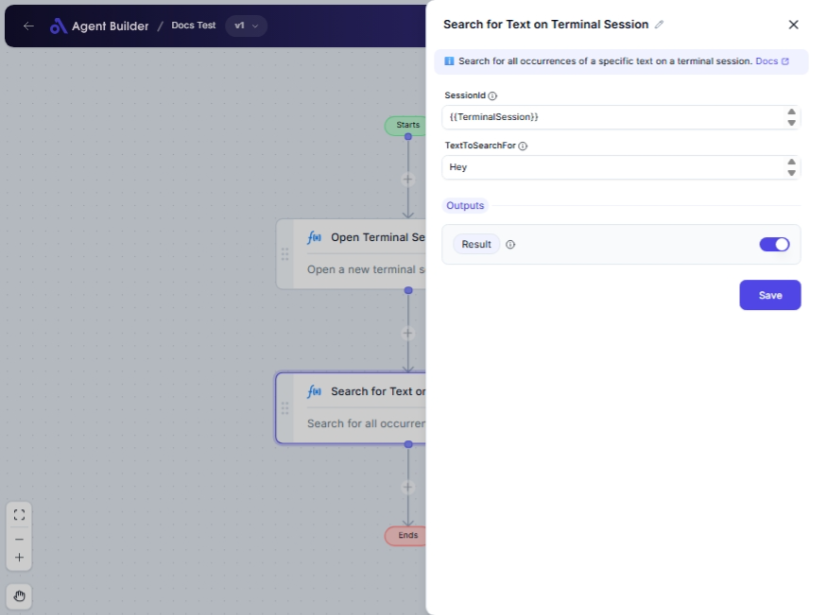 Agent Builder / Docs Test v1
Starts
Open Terminal Se
Open a new terminal s
Search for Text on
Search for all occurren
Ends
Search for Text on Terminal Session
Search for all occurrences of a specific text on a terminal session. Docs
SessionId
{{TerminalSession}}
TextToSearchFor
Hey
Outputs
Result
Save